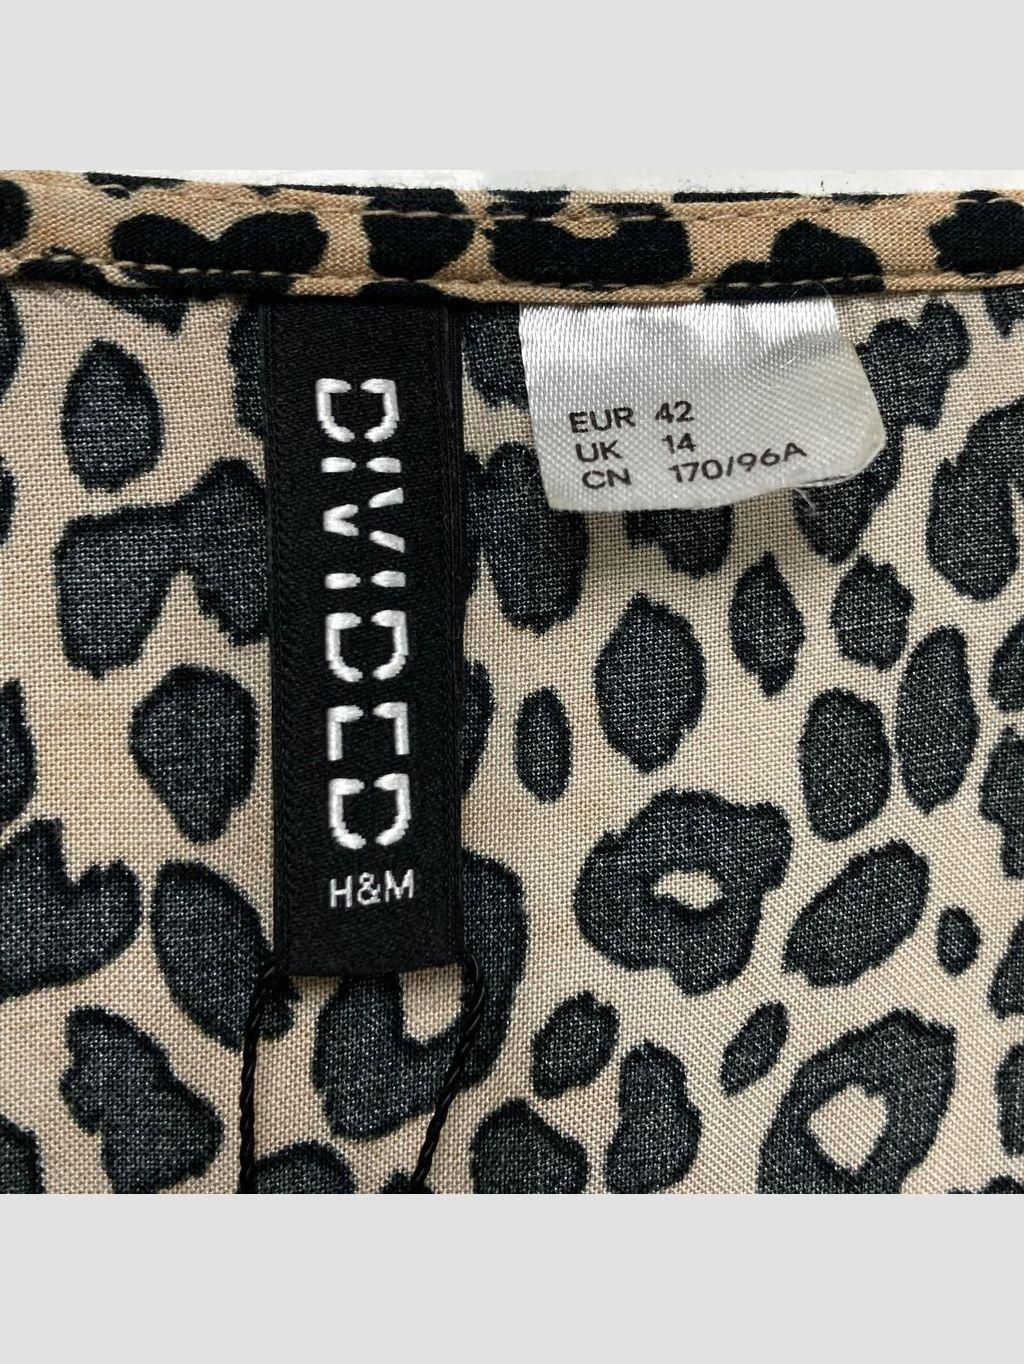 DIVIDED
H&M
EUR 42
UK 14
CN 170/96A